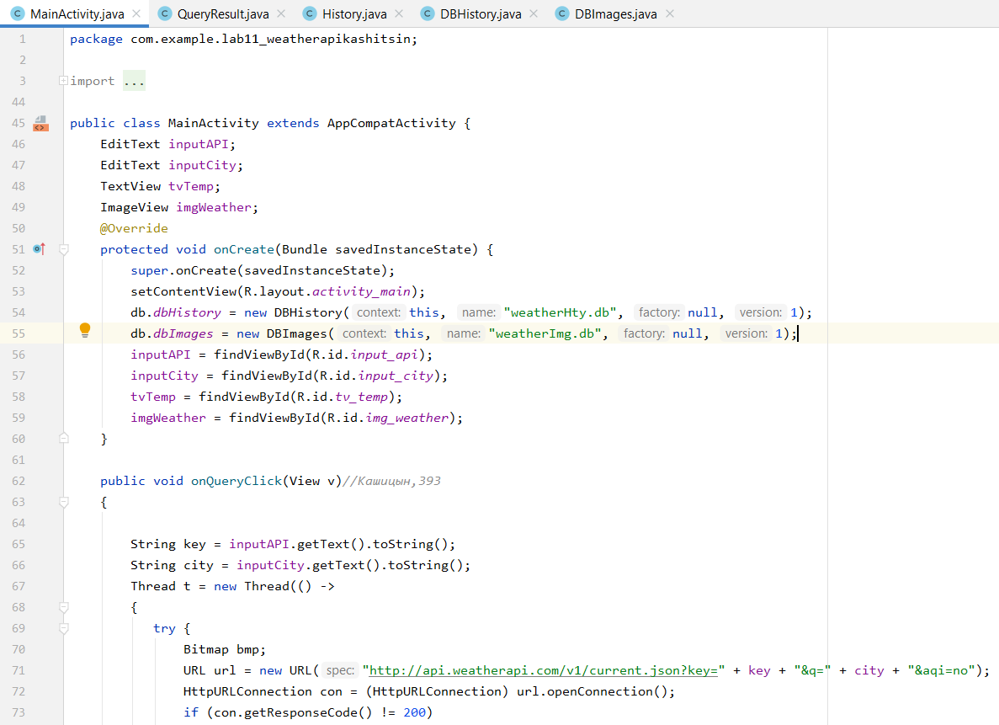 MainActivity.java QueryResult.java History.java DBHistory.java DBImages.java
1 package com.example.lab11_weatherapikashitsin;
2
3 import ...
44
45 public class MainActivity extends AppCompatActivity {
46 EditText inputAPI;
47 EditText inputCity;
48 TextView tvTemp;
49 ImageView imgWeather;
50 @Override
51 protected void onCreate(Bundle savedInstanceState) {
52 super.onCreate(savedInstanceState);
53 setContentView(R.layout.activity_main);
54 db.dbHistory = new DBHistory( context: this, name: "weatherHty.db", factory: null, version: 1);
55 db.dbImages = new DBImages( context: this, name: "weatherImg.db", factory: null, version: 1);
56 inputAPI = findViewById(R.id.input_api);
57 inputCity = findViewById(R.id.input_city);
58 tvTemp = findViewById(R.id.tv_temp);
59 imgWeather = findViewById(R.id.img_weather);
60 }
61
62 public void onQueryClick(View v)//Кашицын,393
63 {
64
65 String key = inputAPI.getText().toString();
66 String city = inputCity.getText().toString();
67 Thread t = new Thread(() ->
68 {
69 try {
70 Bitmap bmp;
71 URL url = new URL( spec: "http://api.weatherapi.com/v1/current.json?key=" + key + "&q=" + city + "&aqi=no");
72 HttpURLConnection con = (HttpURLConnection) url.openConnection();
73 if (con.getResponseCode() != 200)